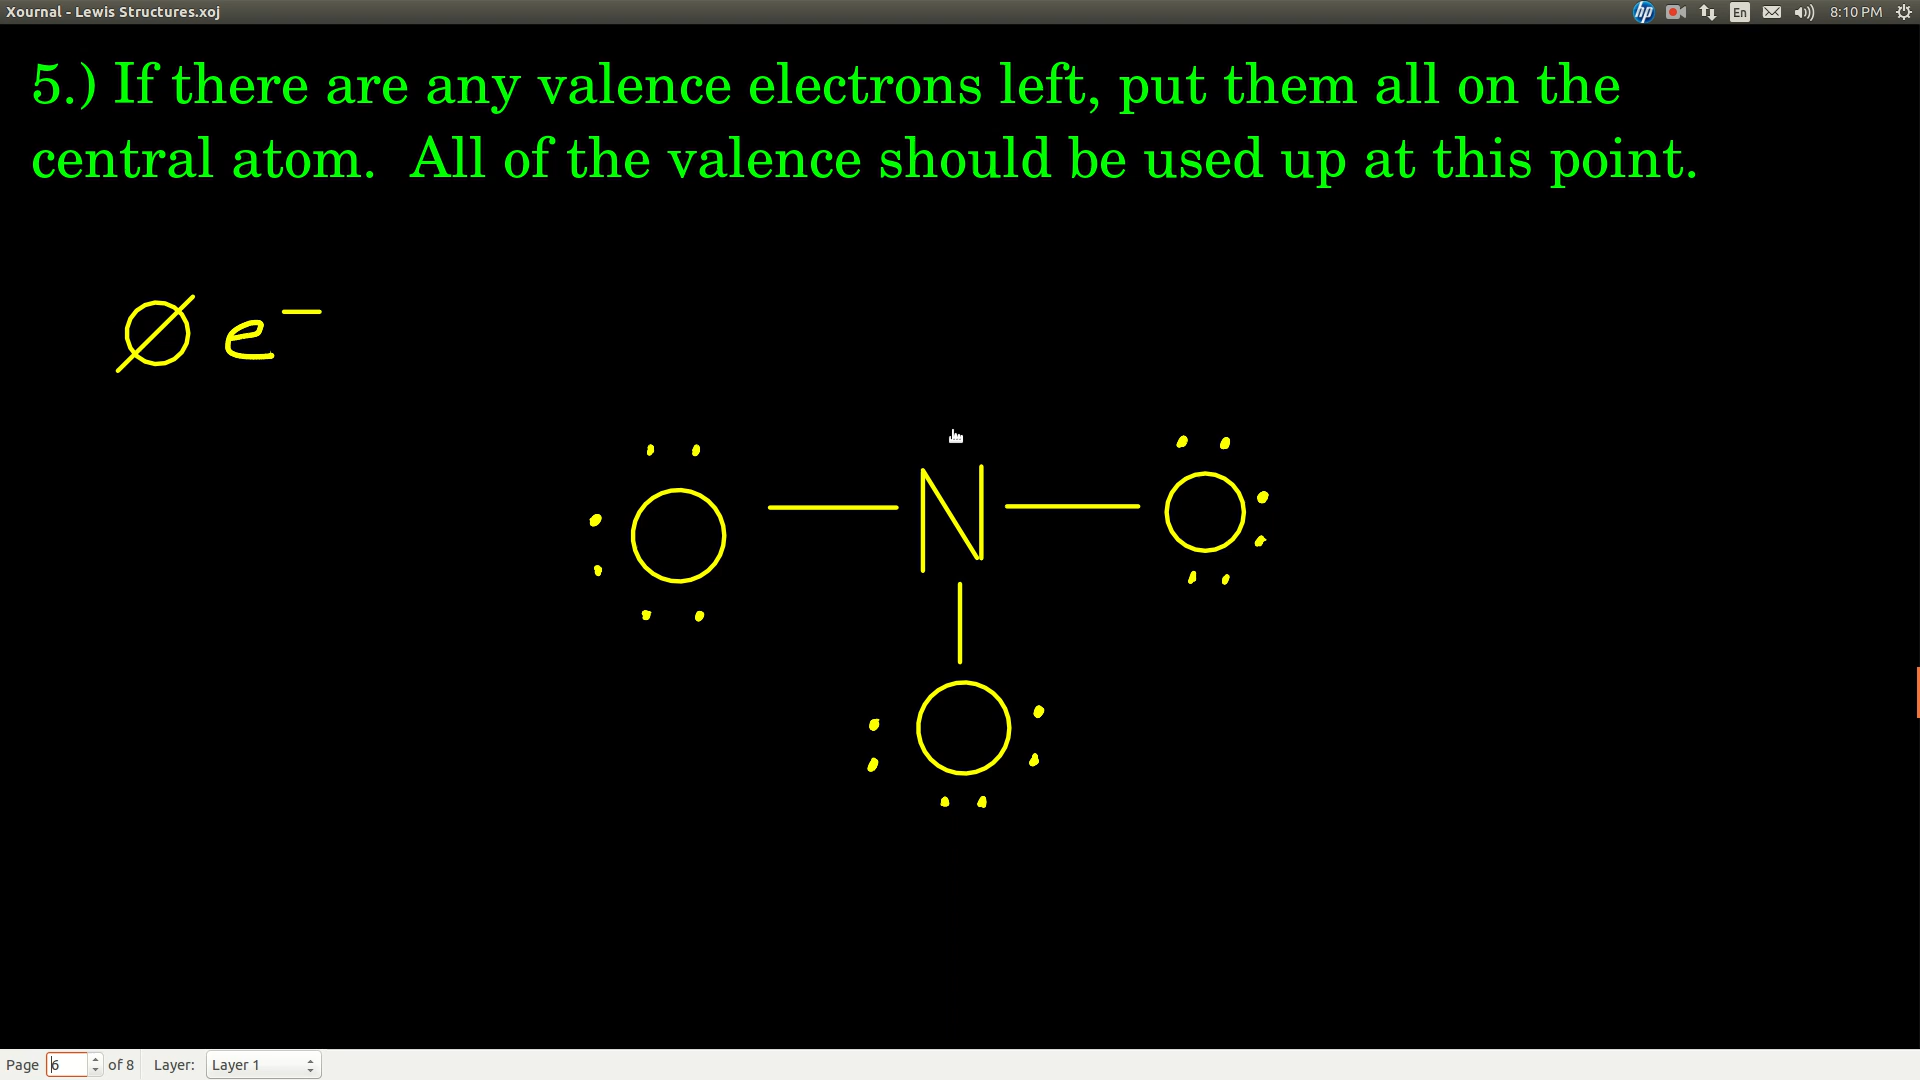 Xournal - Lewis Structures.xoj
hp En 8:10 PM
5.) If there are any valence electrons left, put them all on the
central atom. All of the valence should be used up at this point.
∅ e⁻
O N O
O
Page 6 of 8 Layer: Layer 1